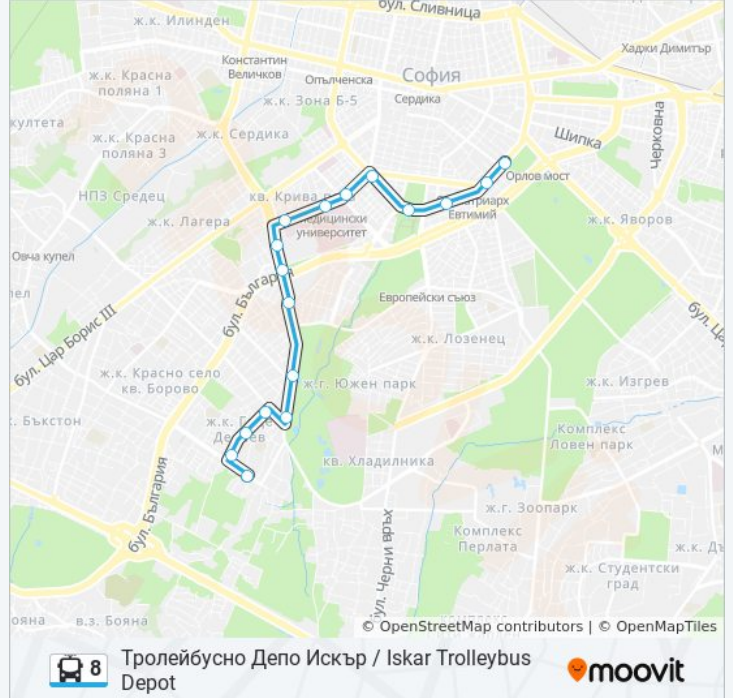 бул. Сливница
ж.к. Илинден
Хаджи Димитър
Константин
Величков
София
ж.к. Красна
поляна 1
Опълченска
ж.к. Зона Б-5
Сердика
Черковна
култета
ж.к. Красна
поляна 3
ж.к. Сердика
Шипка
Орлов мост
НПЗ Средец
кв. Крива
ж.к. Лагера
Евтимий
университет
ж.к. Яворов
Овча купел
бул. България
Европейски съюз
бул. Цар Борис III
ж.к. Лозенец
ж.к. Красно село
кв. Борово
ж.г. Южен парк
ж.к. Изгрев
ж.к.
Комплекс
Ловен парк
кв. Хладилника
бул. България
ж.г. Зоопарк
бул. Черни връх
Комплекс
Перлата
ж.к.
ж.к. Студентски
град
в.з. Бояна
© OpenStreetMap contributors | © OpenMapTiles
8
Тролейбусно Депо Искър / Iskar Trolleybus
Depot
moovit